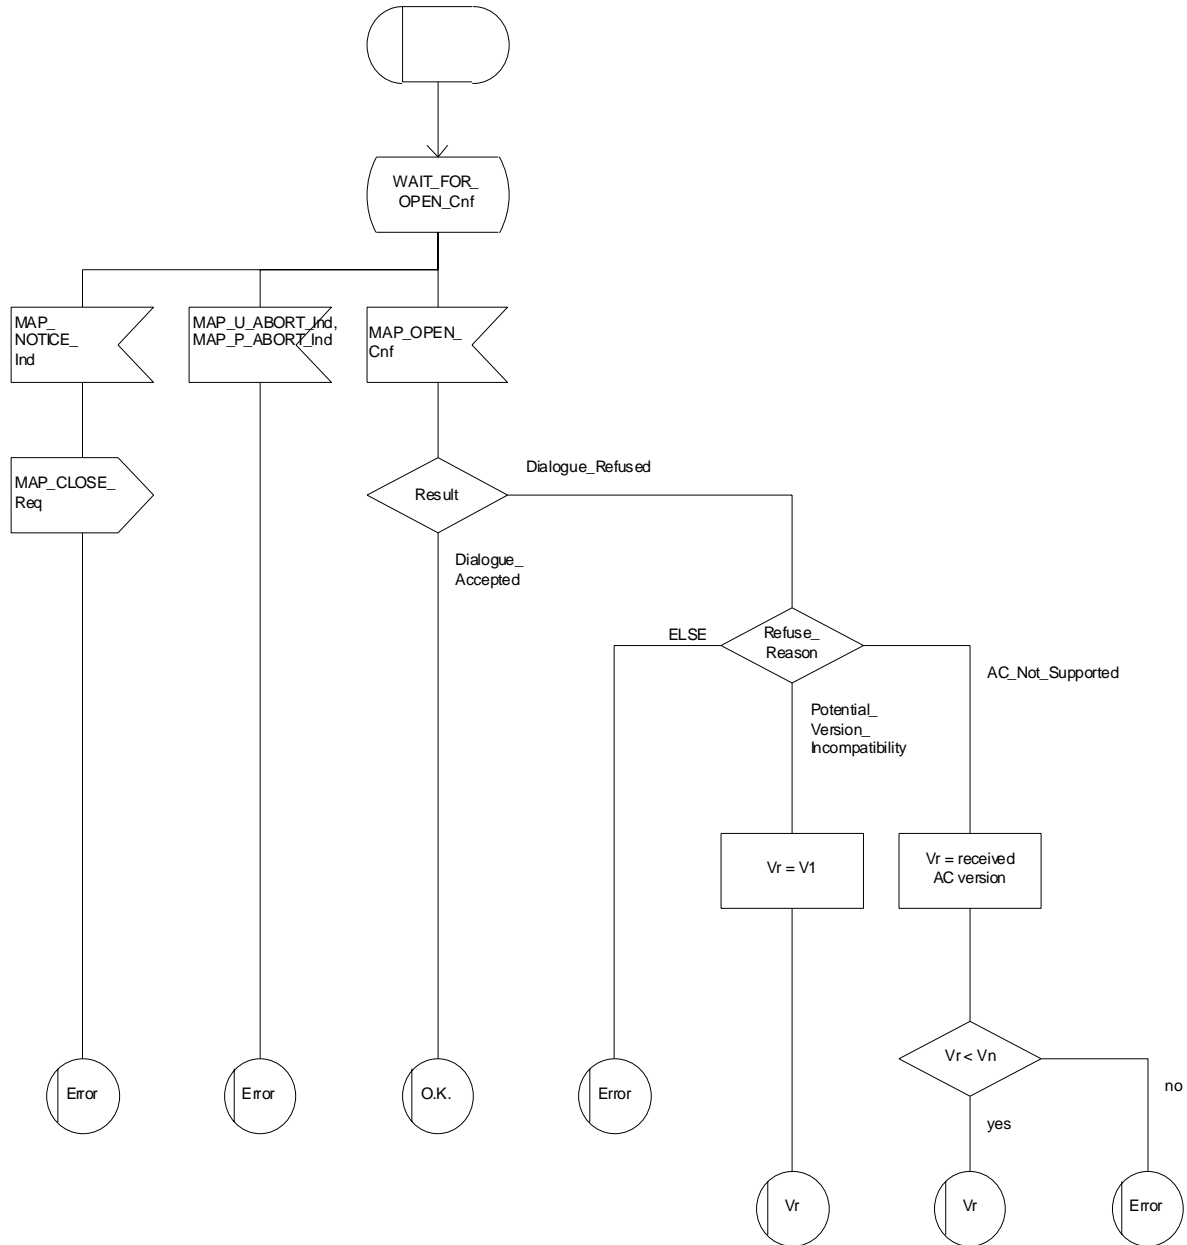 WAIT_FOR_
OPEN_Cnf
MAP_
NOTICE_
Ind
MAP_U_ABORT_Ind,
MAP_P_ABORT_Ind
MAP_OPEN_
Cnf
MAP_CLOSE_
Req
Result
Dialogue_Refused
Dialogue_
Accepted
ELSE
Refuse_
Reason
AC_Not_Supported
Potential_
Version_
Incompatibility
Vr = V1
Vr = received
AC version
Vr < Vn
no
yes
Error
Error
O.K.
Error
Vr
Vr
Error